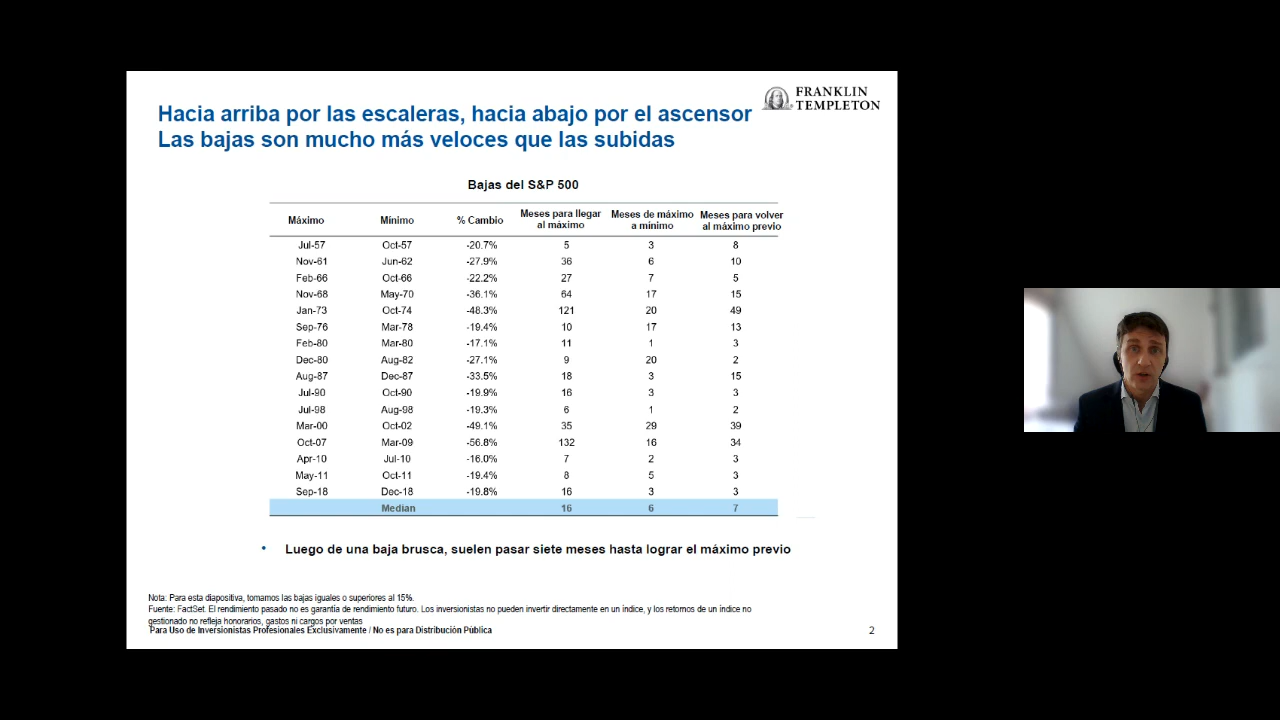 FRANKLIN
TEMPLETON
Hacia arriba por las escaleras, hacia abajo por el ascensor
Las bajas son mucho más veloces que las subidas
Bajas del S&P 500
Máximo Mínimo % Cambio Meses para llegar al máximo Meses de máximo a mínimo Meses para volver al máximo previo
Jul-57 Oct-57 -20.7% 5 3 8
Nov-61 Jun-62 -27.9% 36 6 10
Feb-66 Oct-66 -22.2% 27 7 5
Nov-68 May-70 -36.1% 64 17 15
Jan-73 Oct-74 -48.3% 121 20 49
Sep-76 Mar-78 -19.4% 10 17 13
Feb-80 Mar-80 -17.1% 11 1 3
Dec-80 Aug-82 -27.1% 9 20 2
Aug-87 Dec-87 -33.5% 18 3 15
Jul-90 Oct-90 -19.9% 16 3 3
Jul-98 Aug-98 -19.3% 6 1 2
Mar-00 Oct-02 -49.1% 35 29 39
Oct-07 Mar-09 -56.8% 132 16 34
Apr-10 Jul-10 -16.0% 7 2 3
May-11 Oct-11 -19.4% 8 5 3
Sep-18 Dec-18 -19.8% 16 3 3
Median 16 6 7
• Luego de una baja brusca, suelen pasar siete meses hasta lograr el máximo previo
Nota: Para esta diapositiva, tomamos las bajas iguales o superiores al 15%.
Fuente: FactSet. El rendimiento pasado no es garantía de rendimiento futuro. Los inversionistas no pueden invertir directamente en un índice, y los retornos de un índice no
gestionado no refleja honorarios, gastos ni cargos por ventas
Para Uso de Inversionistas Profesionales Exclusivamente / No es para Distribución Pública
2